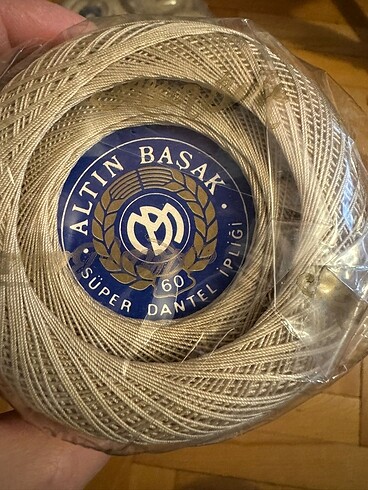 ALTIN BAŞAK
60
SÜPER DANTEL İPLİĞİ